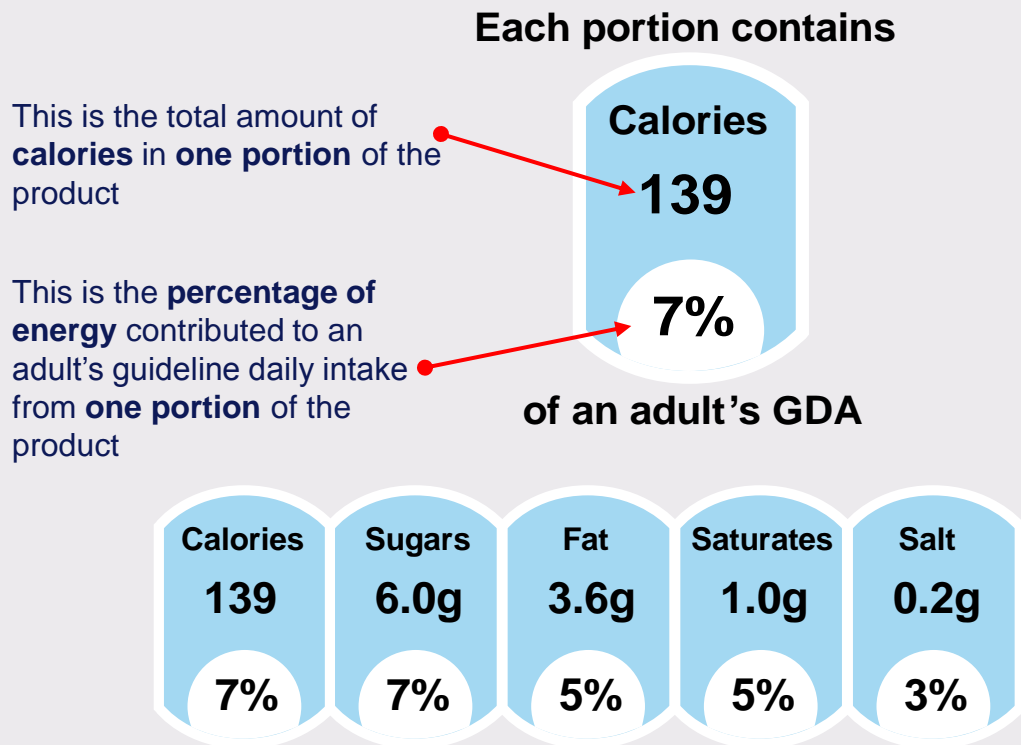 Each portion contains
This is the total amount of
calories in one portion of the
product
Calories
139
This is the percentage of
energy contributed to an
adult's guideline daily intake
from one portion of the
product
7%
of an adult's GDA
Calories Sugars Fat Saturates Salt
139 6.0g 3.6g 1.0g 0.2g
7% 7% 5% 5% 3%